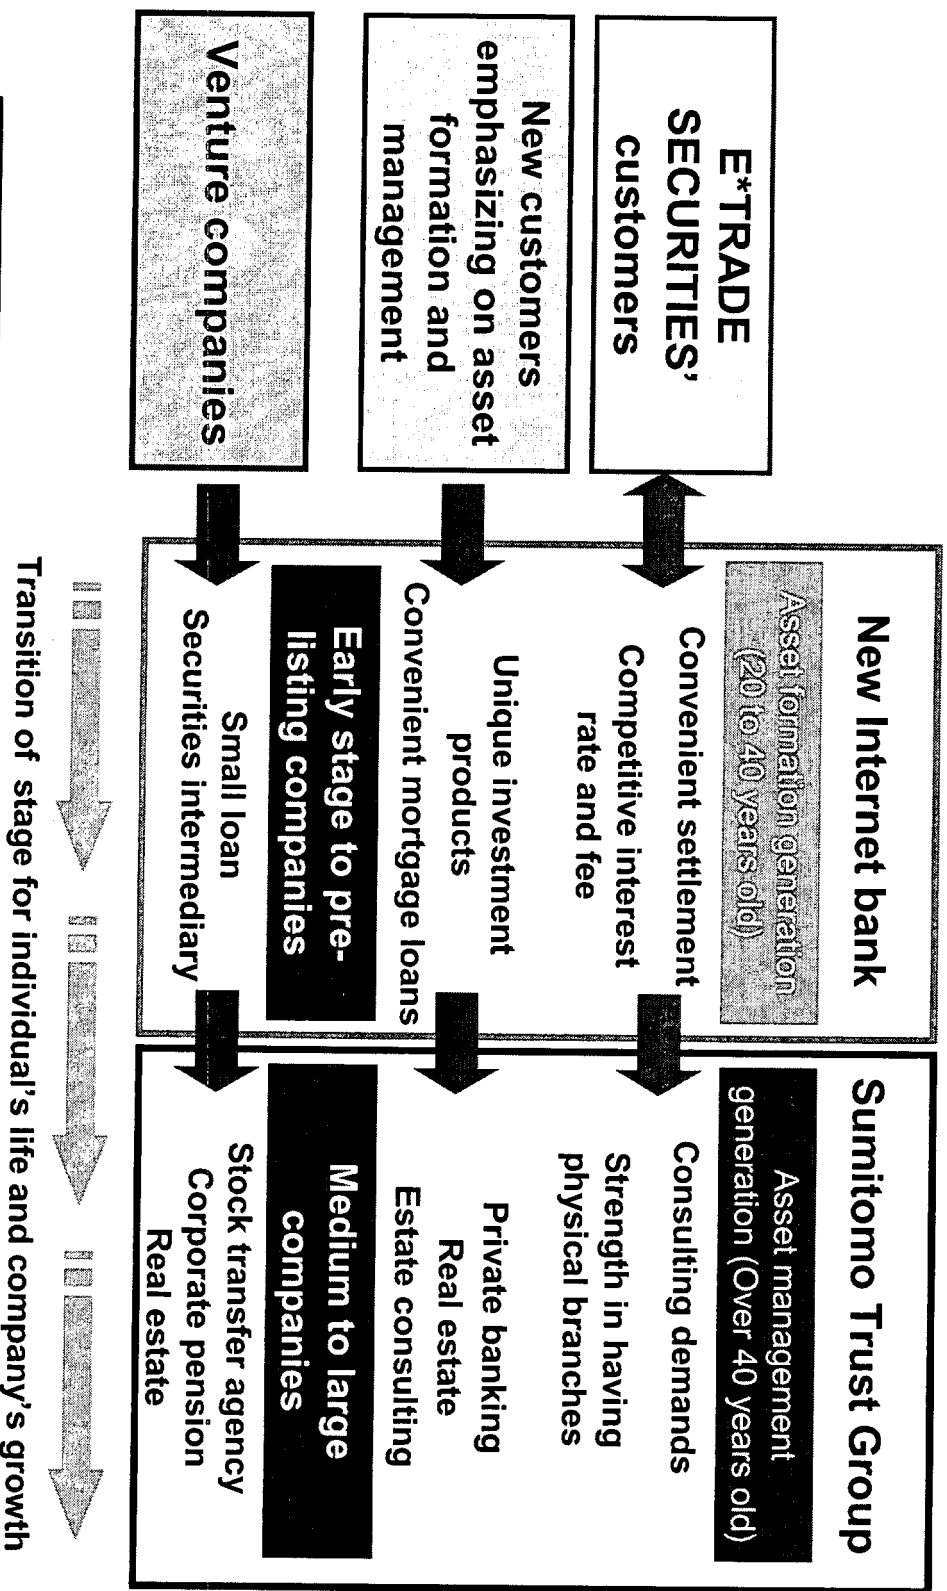 E*TRADE
SECURITIES'
customers
New customers
emphasizing on asset
formation and
management
Venture companies
New Internet bank
Asset formation generation
(20 to 40 years old)
Convenient settlement
Competitive interest
rate and fee
Unique investment
products
Convenient mortgage loans
Early stage to pre-
listing companies
Small loan
Securities intermediary
Sumitomo Trust Group
Asset management
generation (Over 40 years old)
Consulting demands
Strength in having
physical branches
Private banking
Real estate
Estate consulting
Medium to large
companies
Stock transfer agency
Corporate pension
Real estate
Transition of stage for individual's life and company's growth